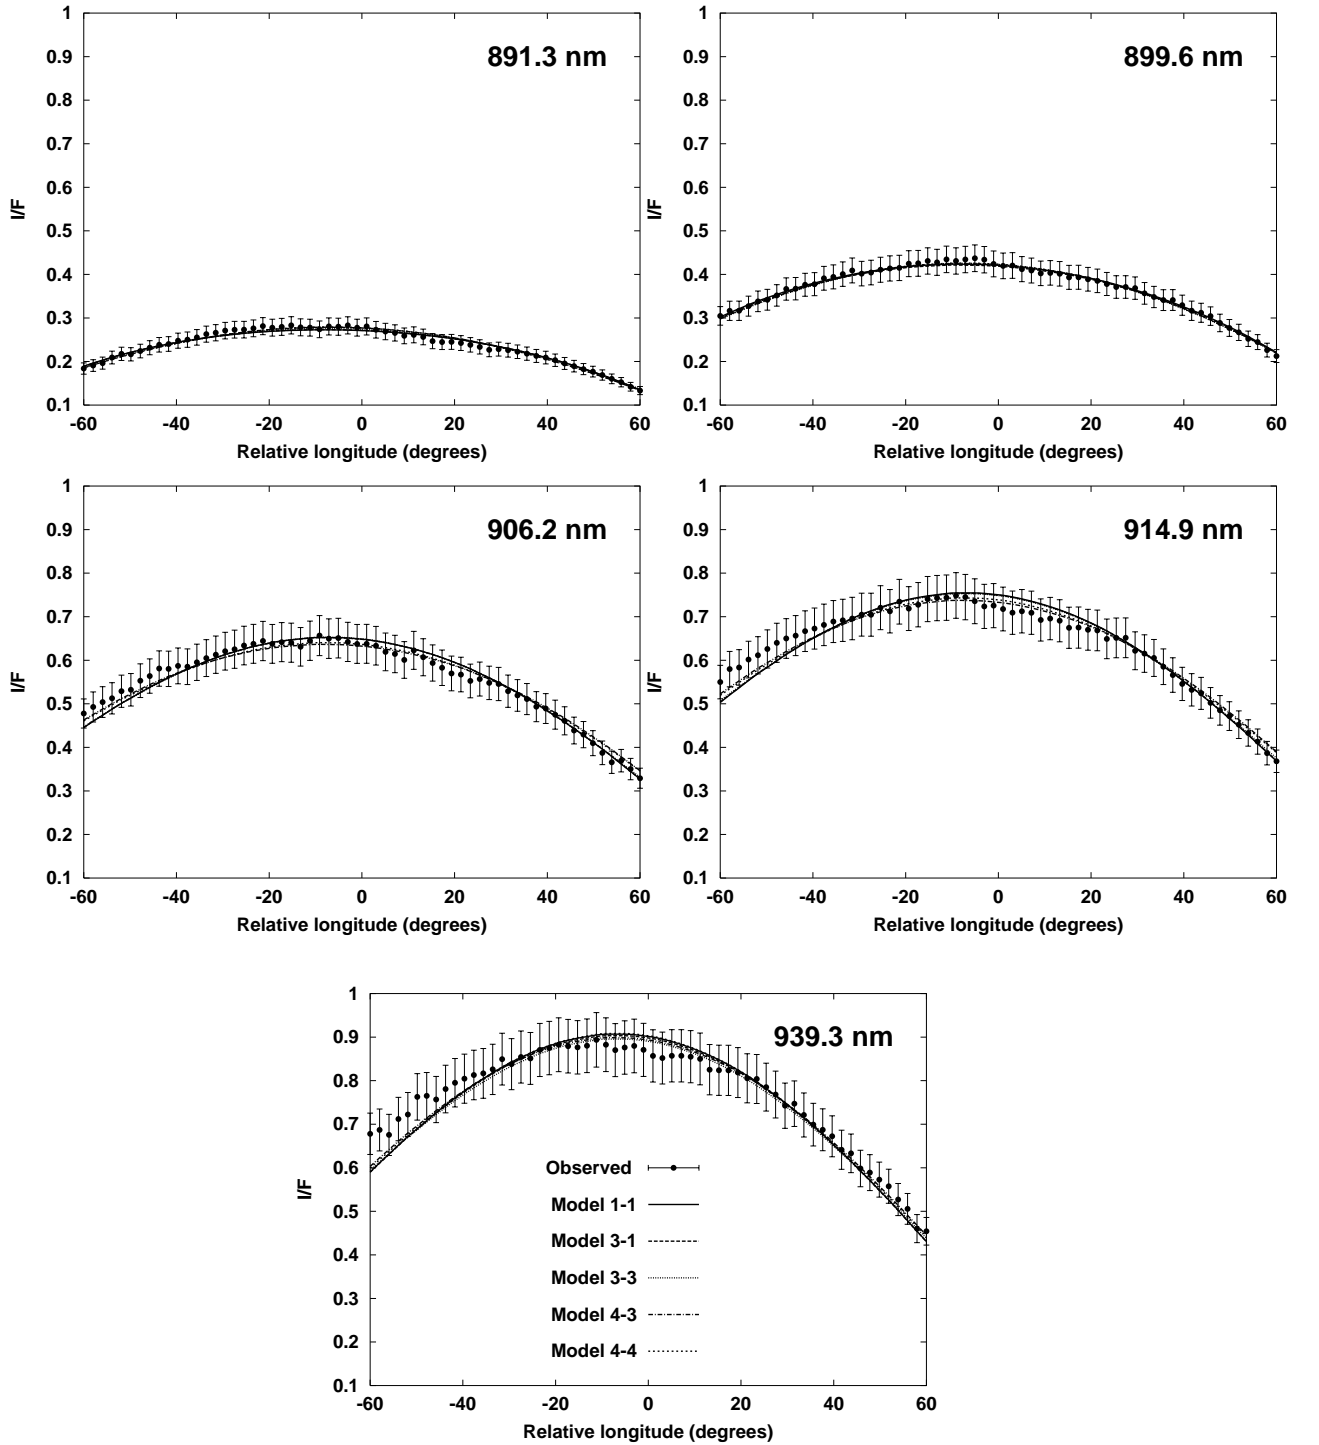 891.3 nm
1
0.9
0.8
0.7
0.6
0.5
0.4
0.3
0.2
0.1
I/F
-60 -40 -20 0 20 40 60
Relative longitude (degrees)
899.6 nm
1
0.9
0.8
0.7
0.6
0.5
0.4
0.3
0.2
0.1
I/F
-60 -40 -20 0 20 40 60
Relative longitude (degrees)
906.2 nm
1
0.9
0.8
0.7
0.6
0.5
0.4
0.3
0.2
0.1
I/F
-60 -40 -20 0 20 40 60
Relative longitude (degrees)
914.9 nm
1
0.9
0.8
0.7
0.6
0.5
0.4
0.3
0.2
0.1
I/F
-60 -40 -20 0 20 40 60
Relative longitude (degrees)
939.3 nm
1
0.9
0.8
0.7
0.6
0.5
0.4
0.3
0.2
0.1
I/F
Observed
Model 1-1
Model 3-1
Model 3-3
Model 4-3
Model 4-4
-60 -40 -20 0 20 40 60
Relative longitude (degrees)